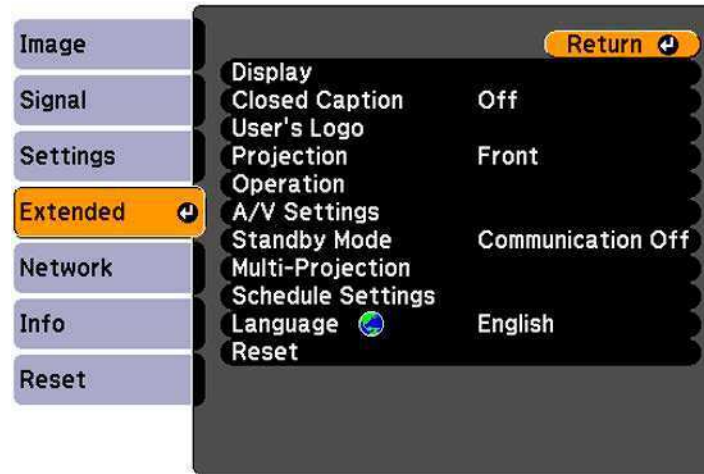 Image
Signal
Settings
Extended
Network
Info
Reset
Return
Display
Closed Caption Off
User's Logo
Projection Front
Operation
A/V Settings
Standby Mode Communication Off
Multi-Projection
Schedule Settings
Language English
Reset